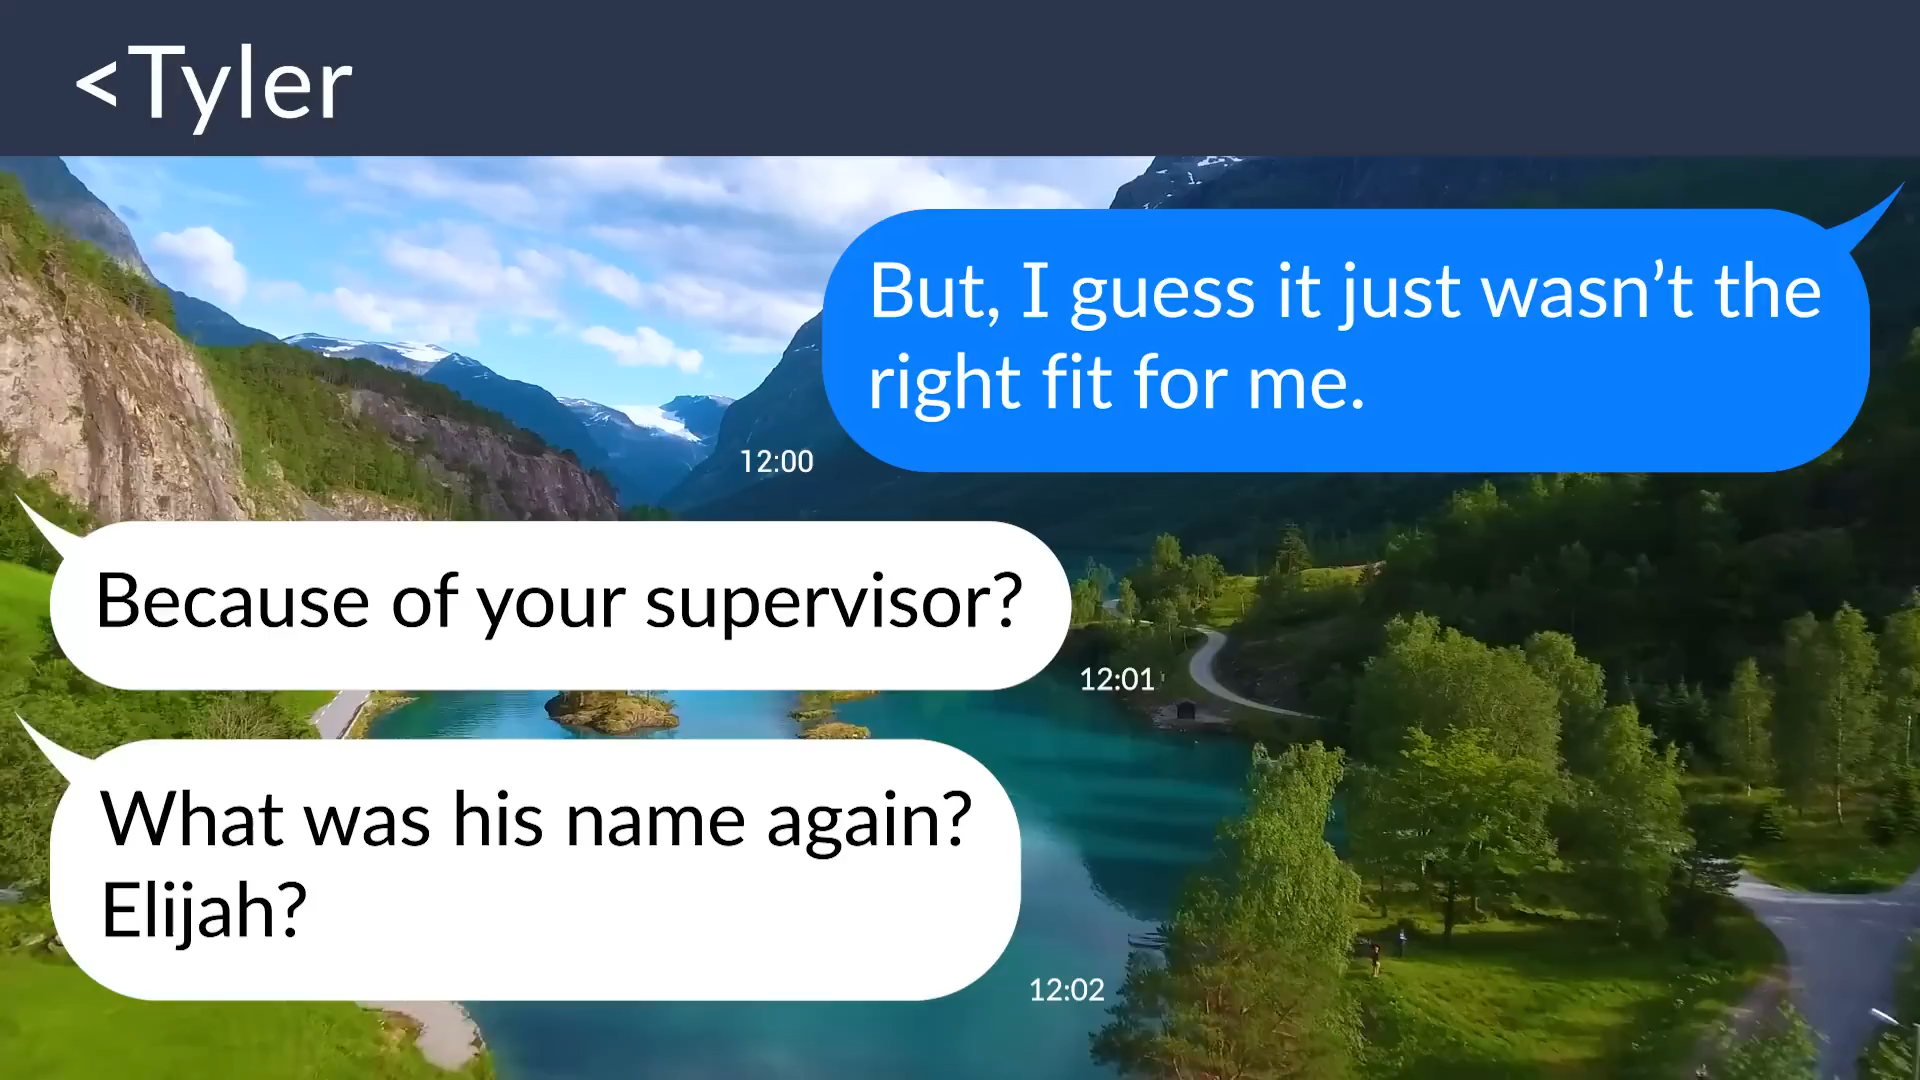 <Tyler
But, I guess it just wasn’t the
right fit for me.
12:00
Because of your supervisor?
12:01
What was his name again?
Elijah?
12:02